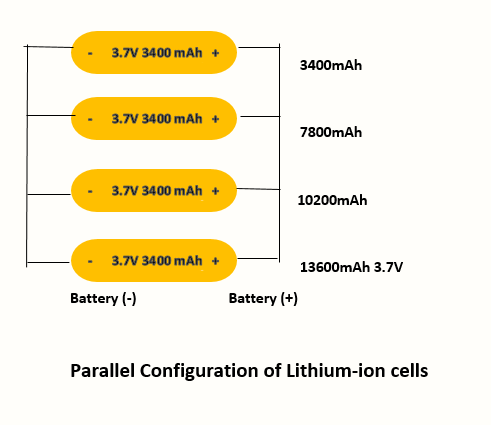 - 3.7V 3400 mAh +
3400mAh
- 3.7V 3400 mAh +
7800mAh
- 3.7V 3400 mAh +
10200mAh
- 3.7V 3400 mAh +
13600mAh 3.7V
Battery (-) Battery (+)
Parallel Configuration of Lithium-ion cells